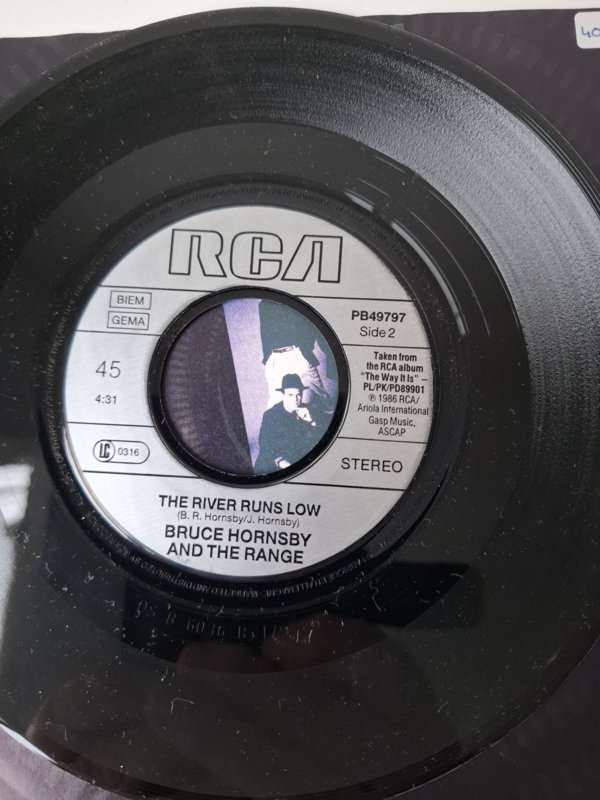 40
RCA
BIEM
GEMA
PB49797
Side 2
45
4:31
Taken from
the RCA album
"The Way It Is" –
PL/PK/PD89901
℗ 1986 RCA/
Ariola International
Gasp Music,
ASCAP
LC 0316
STEREO
THE RIVER RUNS LOW
(B. R. Hornsby/J. Hornsby)
BRUCE HORNSBY
AND THE RANGE